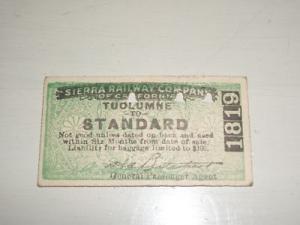 SIERRA RAILWAY COMPANY
OF CALIFORNIA
TUOLUMNE
-TO-
STANDARD
Not good unless dated on back and used
within Six Months from date of sale.
Liability for baggage limited to $100.
General Passenger Agent
1819